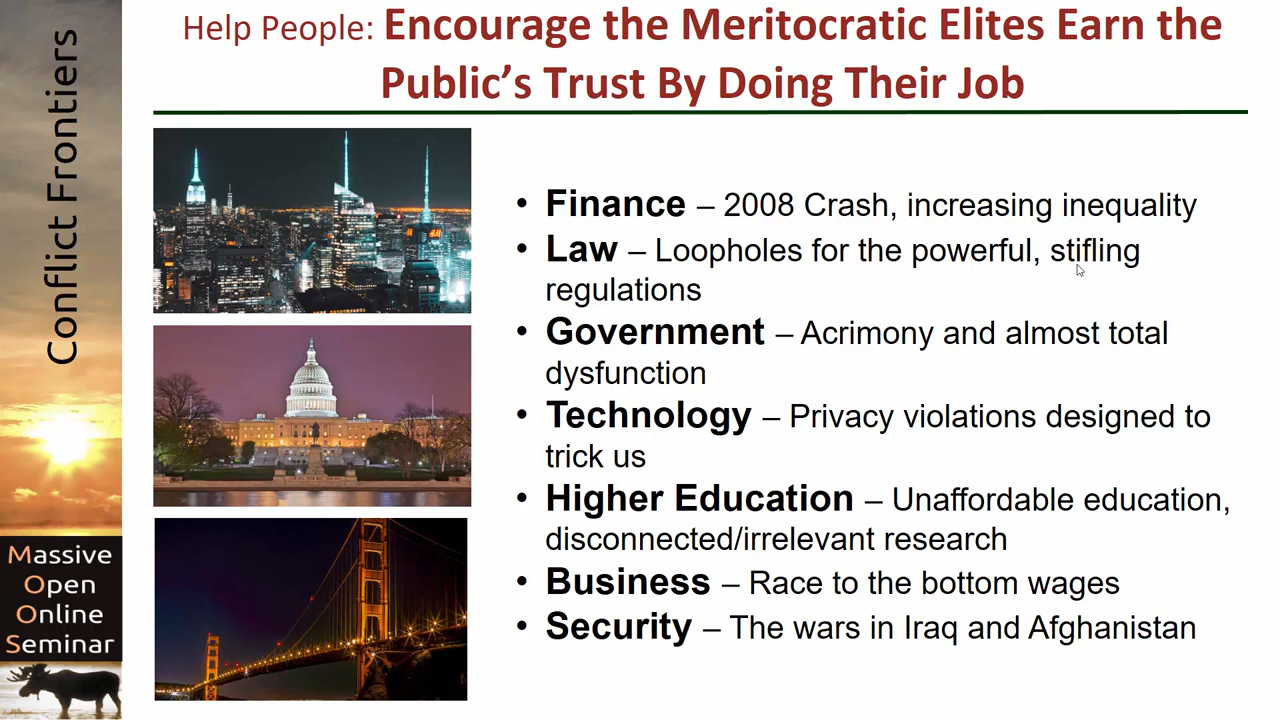 Conflict Frontiers
Massive
Open
Online
Seminar
Help People: Encourage the Meritocratic Elites Earn the
Public’s Trust By Doing Their Job
• Finance – 2008 Crash, increasing inequality
• Law – Loopholes for the powerful, stifling
regulations
• Government – Acrimony and almost total
dysfunction
• Technology – Privacy violations designed to
trick us
• Higher Education – Unaffordable education,
disconnected/irrelevant research
• Business – Race to the bottom wages
• Security – The wars in Iraq and Afghanistan